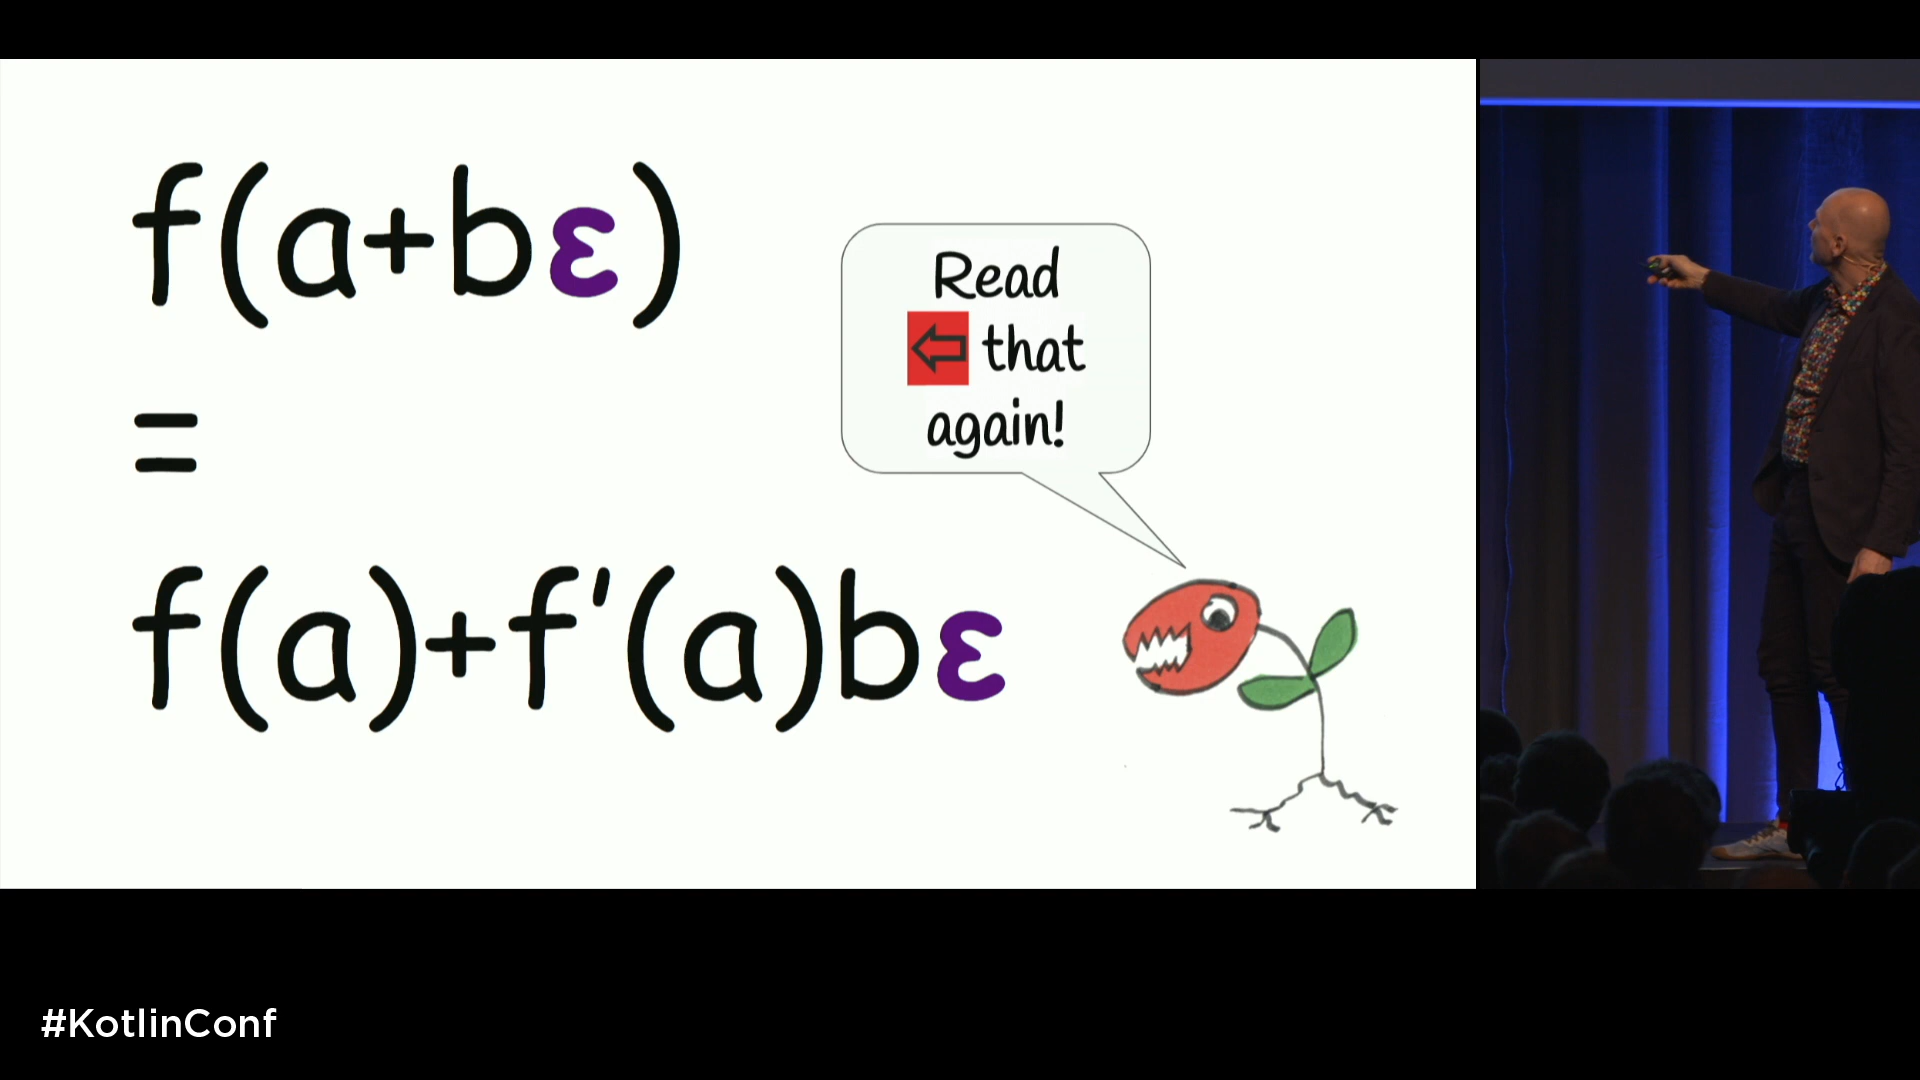 f(a+bε)
=
f(a)+f'(a)bε
Read
⇦ that
again!
#KotlinConf